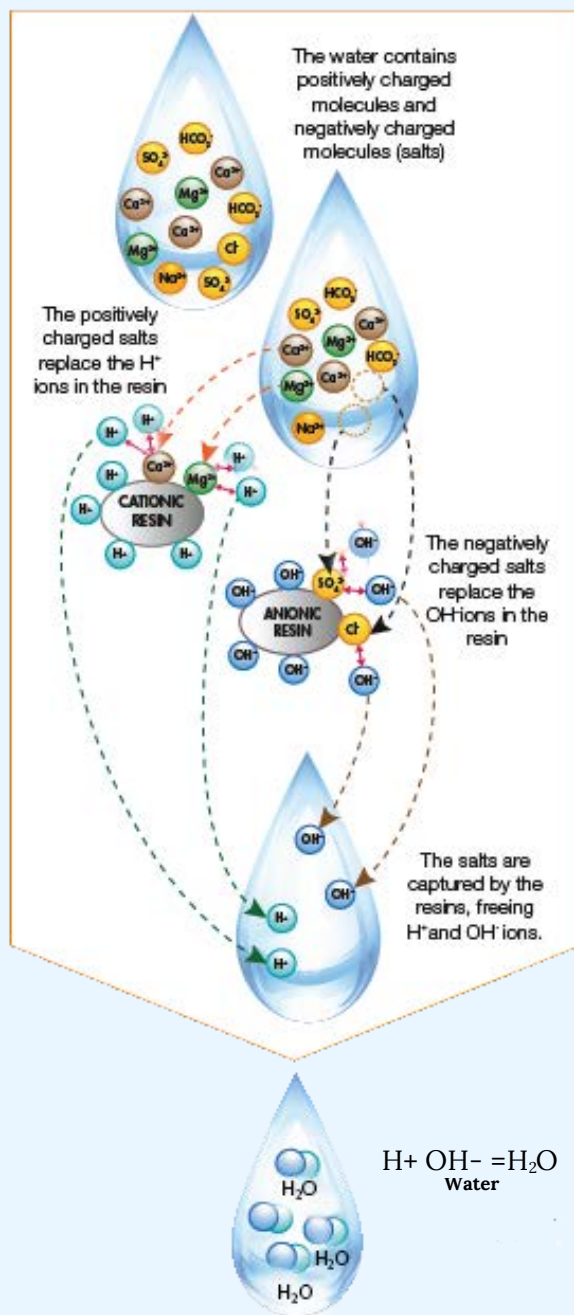 The water contains
positively charged
molecules and
negatively charged
molecules (salts)
HCO₃⁻
SO₄²⁻
Ca²⁺
Mg²⁺
Ca²⁺
HCO₃⁻
Ca²⁺
Mg²⁺
Cl⁻
Na²⁺
SO₄²⁻
The positively
charged salts
replace the H⁺
ions in the resin
HCO₃⁻
SO₄²⁻
Ca²⁺
Mg²⁺
Ca²⁺
HCO₃⁻
Mg²⁺
Ca²⁺
Na²⁺
H⁺
H⁺
H⁺
Ca²⁺
Mg²⁺
H⁺
H⁺
H⁺
CATIONIC
RESIN
H⁺
H⁺
The negatively
charged salts
replace the
OH⁻ions in the
resin
OH⁻
OH⁻
SO₄²⁻
OH⁻
OH⁻
ANIONIC
RESIN
Cl⁻
OH⁻
OH⁻
OH⁻
OH⁻
OH⁻
H⁺
H⁺
The salts are
captured by the
resins, freeing
H⁺and OH⁻ ions.
H+ OH- =H₂O
Water
H₂O
H₂O
H₂O